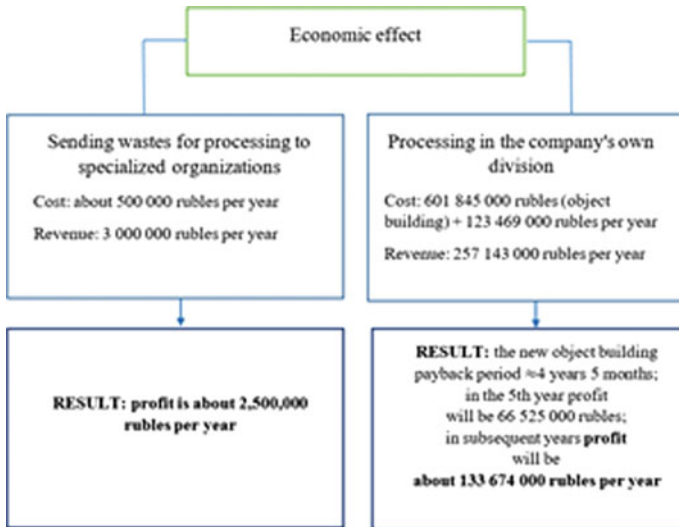 Economic effect
Sending wastes for processing to
specialized organizations
Cost: about 500 000 rubles per year
Revenue: 3 000 000 rubles per year
Processing in the company's own
division
Cost: 601 845 000 rubles (object
building) + 123 469 000 rubles per year
Revenue: 257 143 000 rubles per year
RESULT: profit is about 2,500,000
rubles per year
RESULT: the new object building
payback period ≈4 years 5 months;
in the 5th year profit
will be 66 525 000 rubles;
in subsequent years profit
will be
about 133 674 000 rubles per year